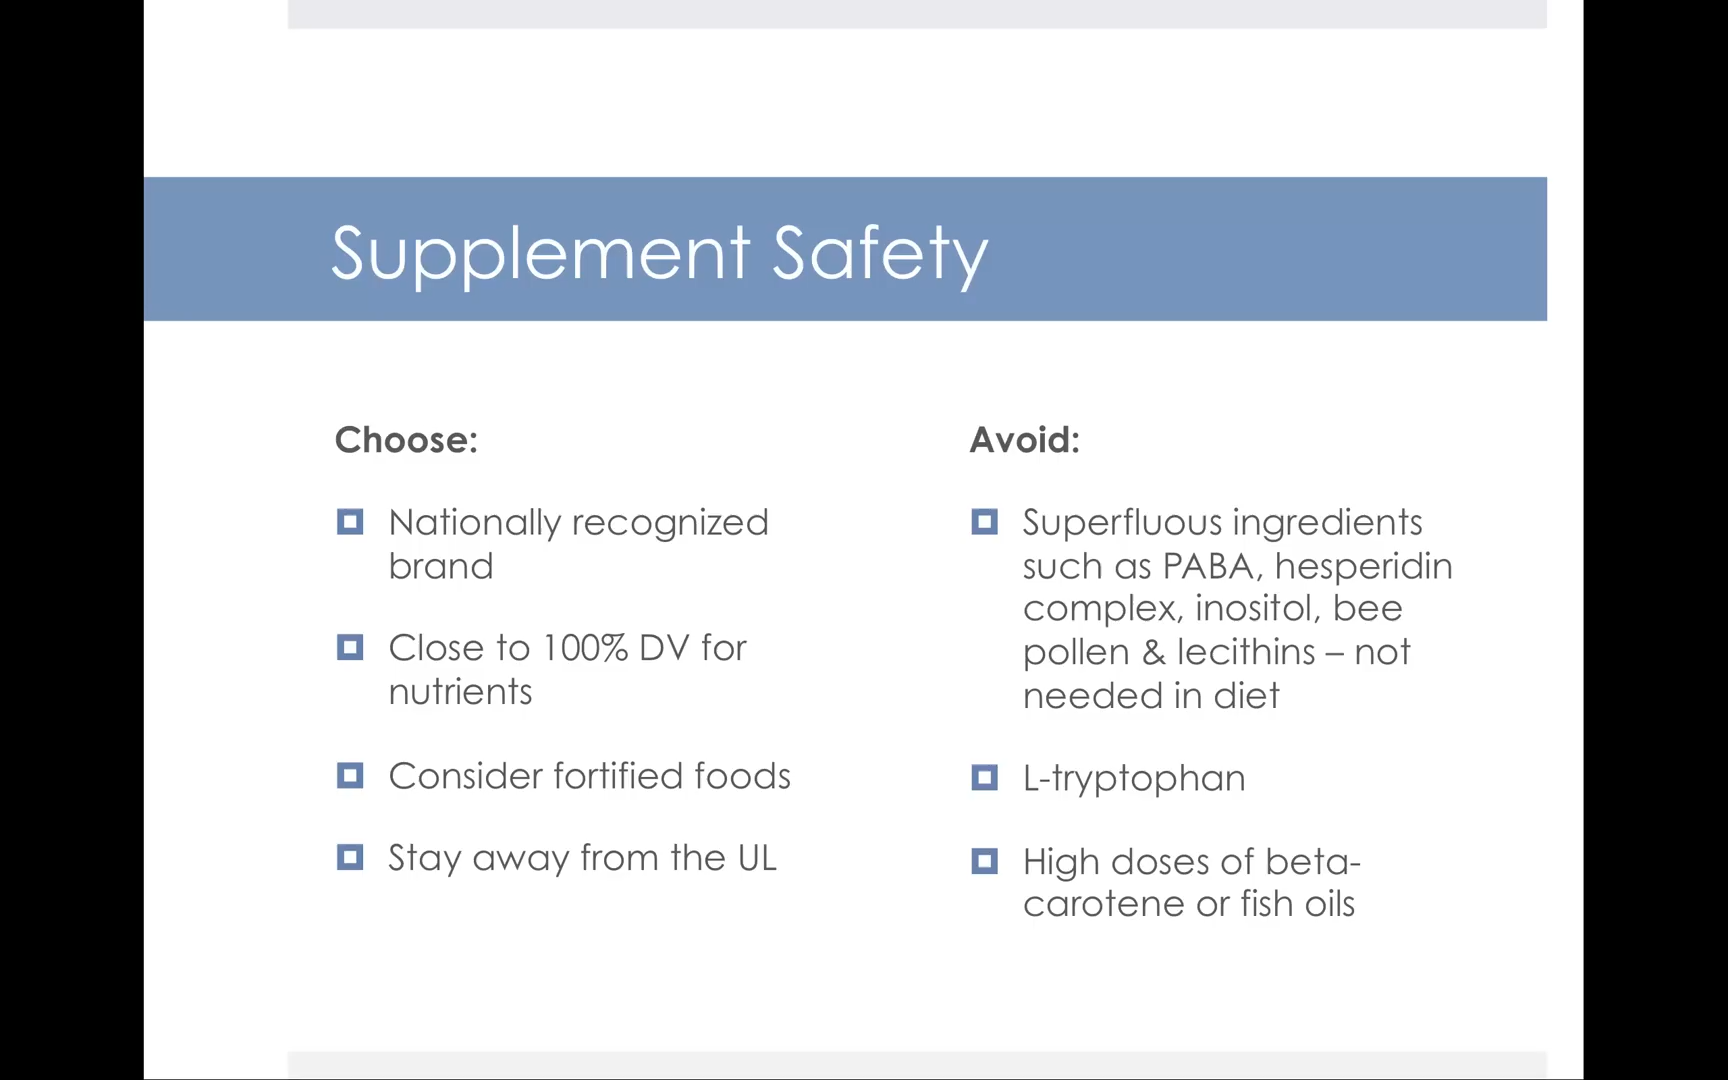 Supplement Safety
Choose:
Nationally recognized
brand
Close to 100% DV for
nutrients
Consider fortified foods
Stay away from the UL
Avoid:
Superfluous ingredients
such as PABA, hesperidin
complex, inositol, bee
pollen & lecithins – not
needed in diet
L-tryptophan
High doses of beta-
carotene or fish oils